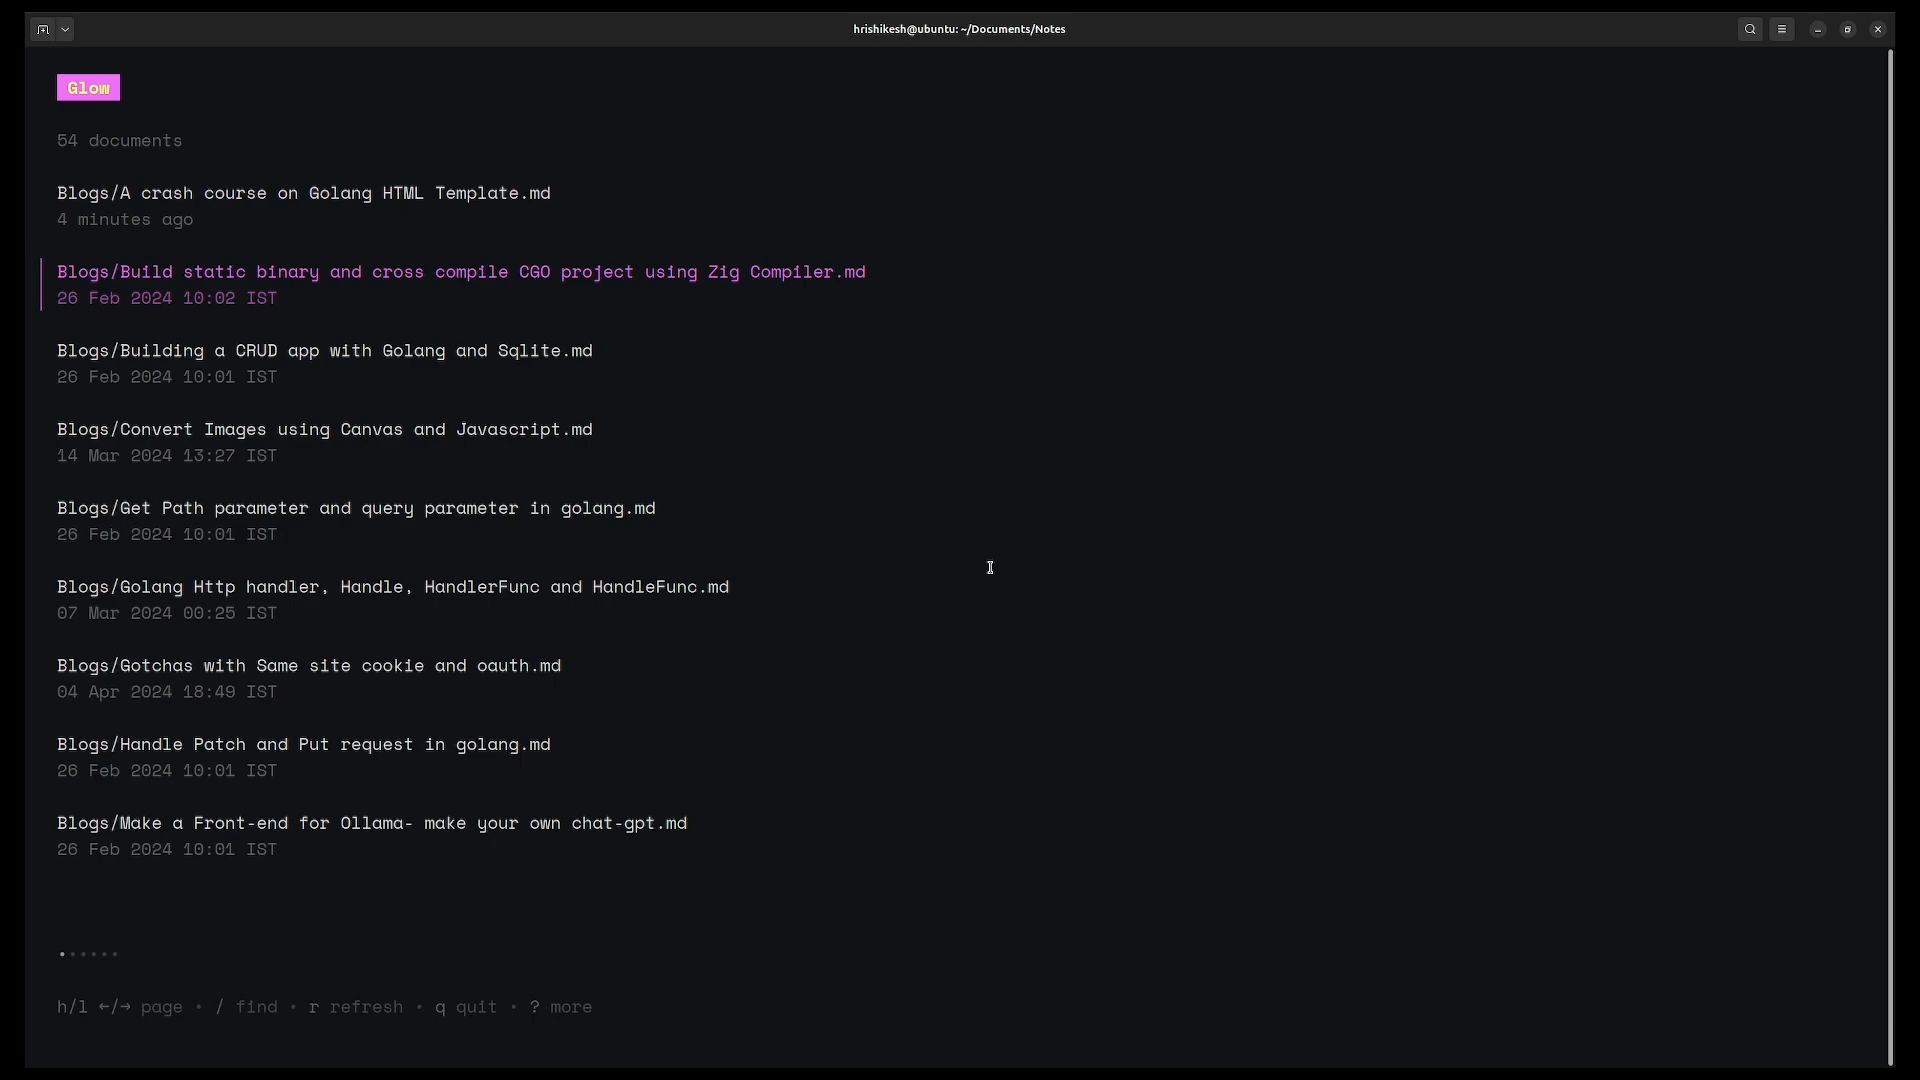 hrishikesh@ubuntu: ~/Documents/Notes
Glow
54 documents
Blogs/A crash course on Golang HTML Template.md
4 minutes ago
Blogs/Build static binary and cross compile CGO project using Zig Compiler.md
26 Feb 2024 10:02 IST
Blogs/Building a CRUD app with Golang and Sqlite.md
26 Feb 2024 10:01 IST
Blogs/Convert Images using Canvas and Javascript.md
14 Mar 2024 13:27 IST
Blogs/Get Path parameter and query parameter in golang.md
26 Feb 2024 10:01 IST
Blogs/Golang Http handler, Handle, HandlerFunc and HandleFunc.md
07 Mar 2024 00:25 IST
Blogs/Gotchas with Same site cookie and oauth.md
04 Apr 2024 18:49 IST
Blogs/Handle Patch and Put request in golang.md
26 Feb 2024 10:01 IST
Blogs/Make a Front-end for Ollama- make your own chat-gpt.md
26 Feb 2024 10:01 IST
h/l ←/→ page • / find • r refresh • q quit • ? more